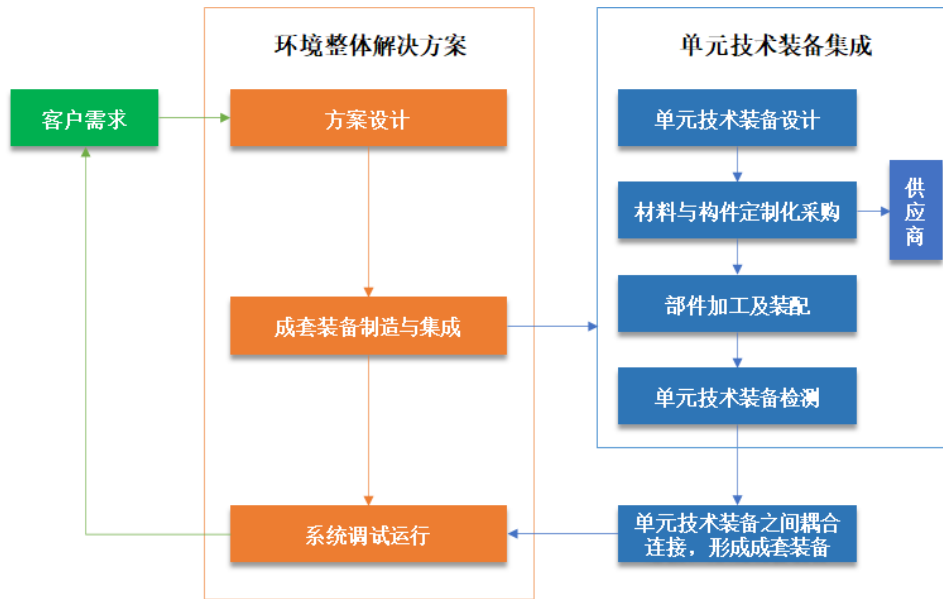 环境整体解决方案
单元技术装备集成
客户需求
方案设计
单元技术装备设计
材料与构件定制化采购
供
应
商
成套装备制造与集成
部件加工及装配
单元技术装备检测
系统调试运行
单元技术装备之间耦合
连接，形成成套装备